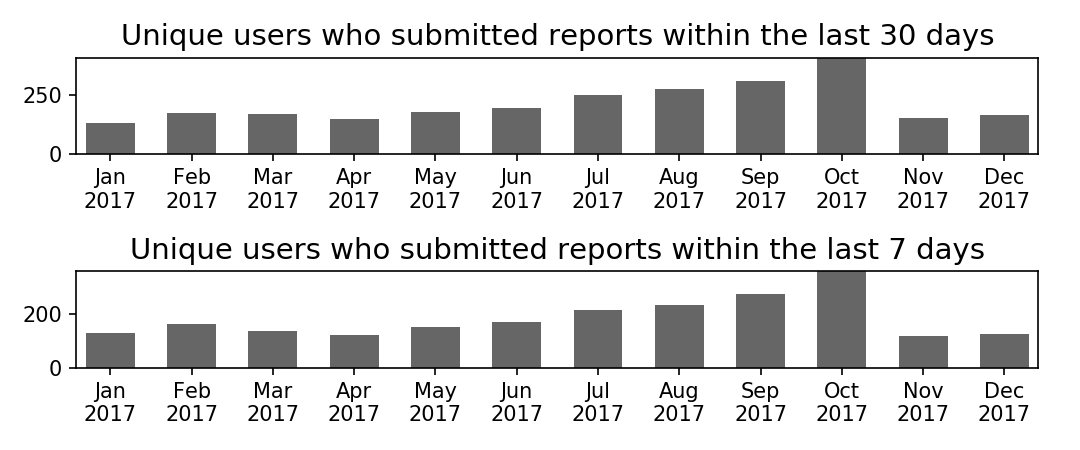 Unique users who submitted reports within the last 30 days
250
0
Jan Feb Mar Apr May Jun Jul Aug Sep Oct Nov Dec
2017 2017 2017 2017 2017 2017 2017 2017 2017 2017 2017 2017
Unique users who submitted reports within the last 7 days
200
0
Jan Feb Mar Apr May Jun Jul Aug Sep Oct Nov Dec
2017 2017 2017 2017 2017 2017 2017 2017 2017 2017 2017 2017